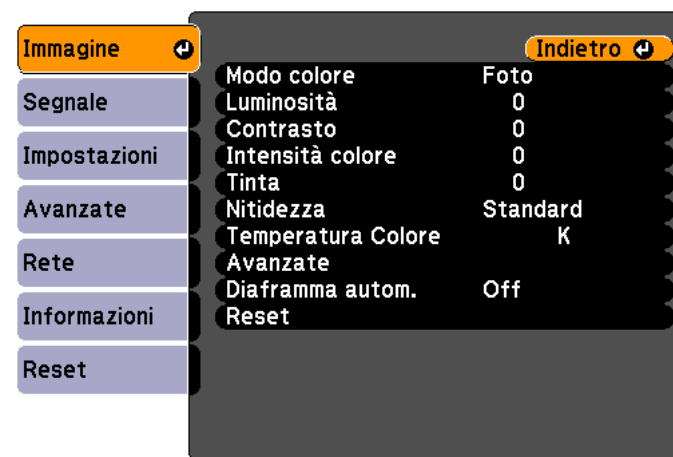 Immagine
Segnale
Impostazioni
Avanzate
Rete
Informazioni
Reset
Indietro
Modo colore Foto
Luminosità 0
Contrasto 0
Intensità colore 0
Tinta 0
Nitidezza Standard
Temperatura Colore K
Avanzate
Diaframma autom. Off
Reset